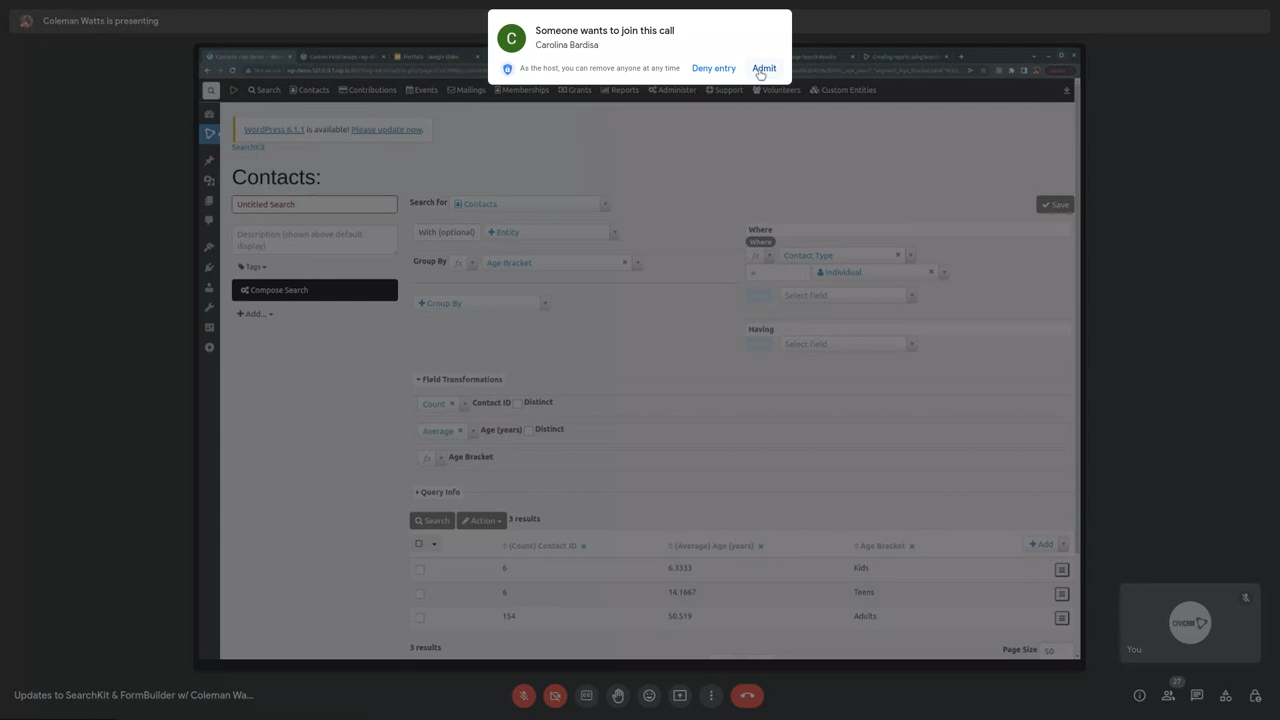 Coleman Watts is presenting
Someone wants to join this call
C
Carolina Bardisa
As the host, you can remove anyone at any time
Deny entry
Admit
Search
Contacts
Contributions
Events
Mailings
Memberships
Grants
Reports
Administer
Support
Volunteers
Custom Entities
WordPress 6.1.1 is available! Please update now.
SearchKit
Contacts:
Untitled Search
Search for
Contacts
Save
Description (shown above default
display)
With (optional)
+ Entity
Where
Where
Group By
fx
Age Bracket
fx
Contact Type
=
Individual
Tags
Compose Search
Select field
+ Group By
+ Add...
Having
Select field
Field Transformations
Count
Contact ID
Distinct
Average
Age (years)
Distinct
fx
Age Bracket
Query Info
Search
Action
3 results
(Count) Contact ID
(Average) Age (years)
Age Bracket
+ Add
6
6.3333
Kids
6
14.1667
Teens
154
50.519
Adults
3 results
Page Size
50
CIVICRM
You
Updates to SearchKit & FormBuilder w/ Coleman Wa...
27